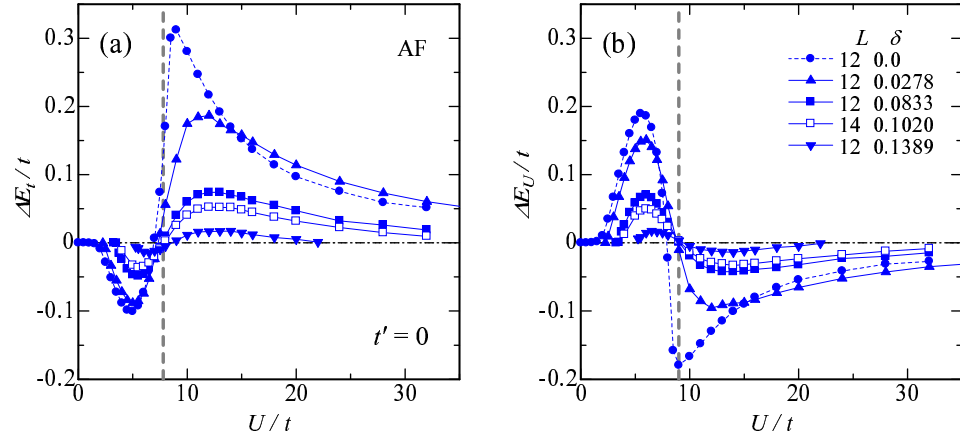 (a)
AF
0.3
0.2
0.1
0
-0.1
-0.2
ΔE_t / t
t′ = 0
0 10 20 30
U / t
(b)
L δ
12 0.0
12 0.0278
12 0.0833
14 0.1020
12 0.1389
0.3
0.2
0.1
0
-0.1
-0.2
ΔE_U / t
0 10 20 30
U / t